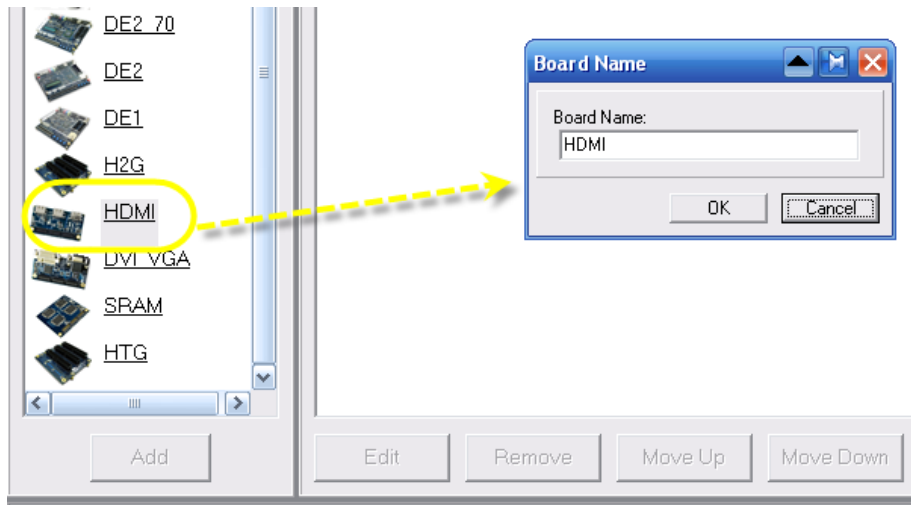 DE2_70
DE2
DE1
H2G
HDMI
DVI_VGA
SRAM
HTG
Add
Board Name
Board Name:
HDMI
OK
Cancel
Edit
Remove
Move Up
Move Down